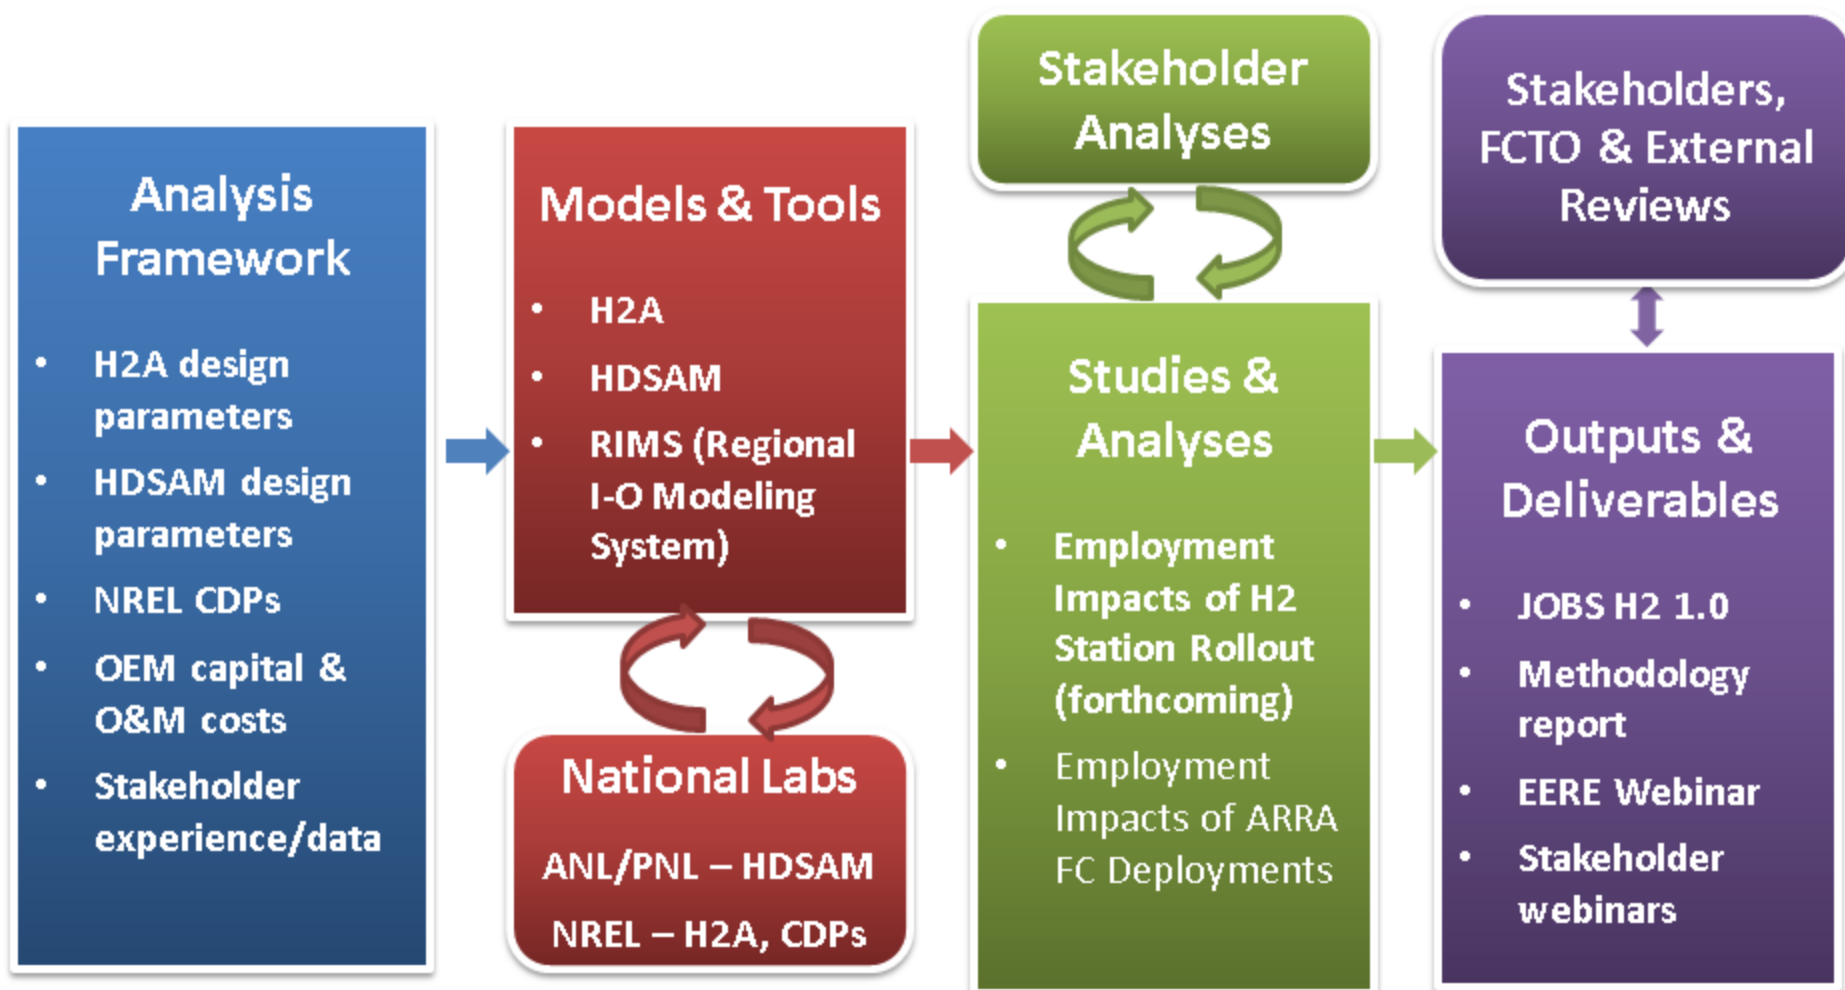 Analysis
Framework
• H2A design
parameters
• HDSAM design
parameters
• NREL CDPs
• OEM capital &
O&M costs
• Stakeholder
experience/data
Models & Tools
• H2A
• HDSAM
• RIMS (Regional
I-O Modeling
System)
National Labs
ANL/PNL – HDSAM
NREL – H2A, CDPs
Stakeholder
Analyses
Studies &
Analyses
• Employment
Impacts of H2
Station Rollout
(forthcoming)
• Employment
Impacts of ARRA
FC Deployments
Stakeholders,
FCTO & External
Reviews
Outputs &
Deliverables
• JOBS H2 1.0
• Methodology
report
• EERE Webinar
• Stakeholder
webinars